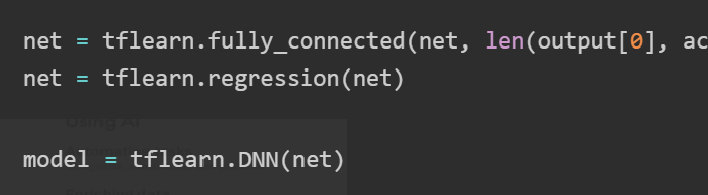 net = tflearn.fully_connected(net, len(output[0], ac
net = tflearn.regression(net)
model = tflearn.DNN(net)